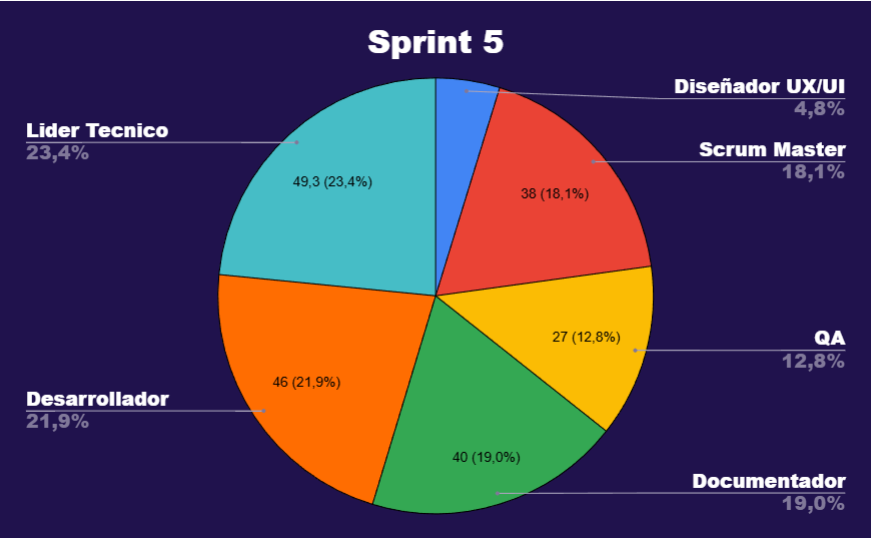 Sprint 5
Diseñador UX/UI
4,8%
Scrum Master
18,1%
QA
12,8%
Documentador
19,0%
Desarrollador
21,9%
Lider Tecnico
23,4%
49,3 (23,4%)
38 (18,1%)
27 (12,8%)
40 (19,0%)
46 (21,9%)